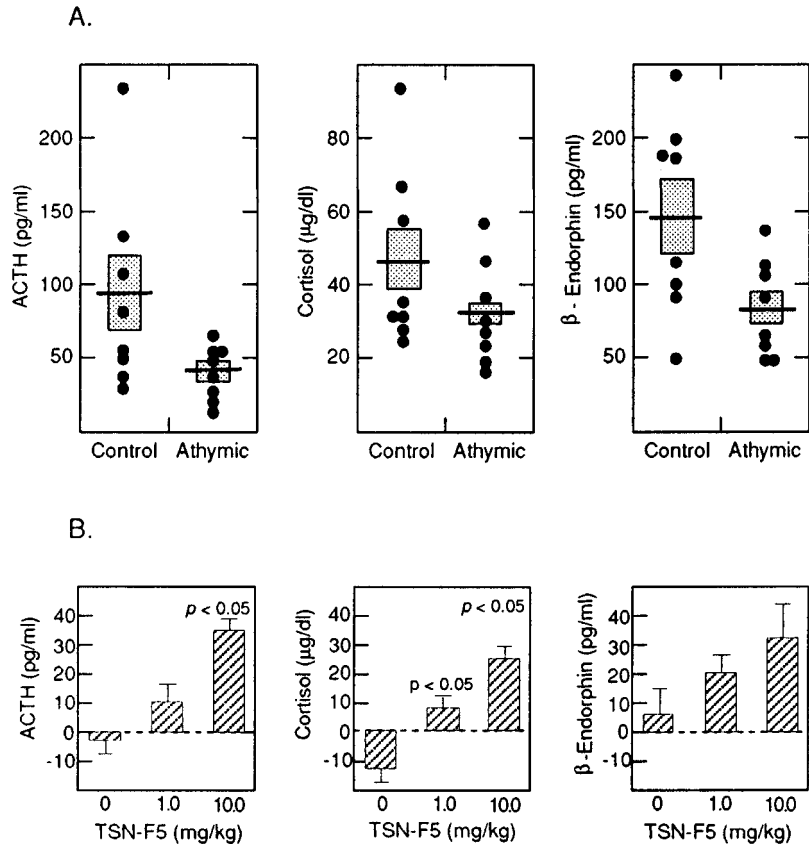 A.
ACTH (pg/ml)
200
150
100
50
Control Athymic
Cortisol (μg/dl)
80
60
40
20
Control Athymic
β - Endorphin (pg/ml)
200
150
100
50
Control Athymic
B.
ACTH (pg/ml)
40
30
20
10
0
-10
p < 0.05
0 1.0 10.0
TSN-F5 (mg/kg)
Cortisol (μg/dl)
40
30
20
10
0
-10
p < 0.05
p < 0.05
0 1.0 10.0
TSN-F5 (mg/kg)
β-Endorphin (pg/ml)
40
30
20
10
0
-10
0 1.0 10.0
TSN-F5 (mg/kg)